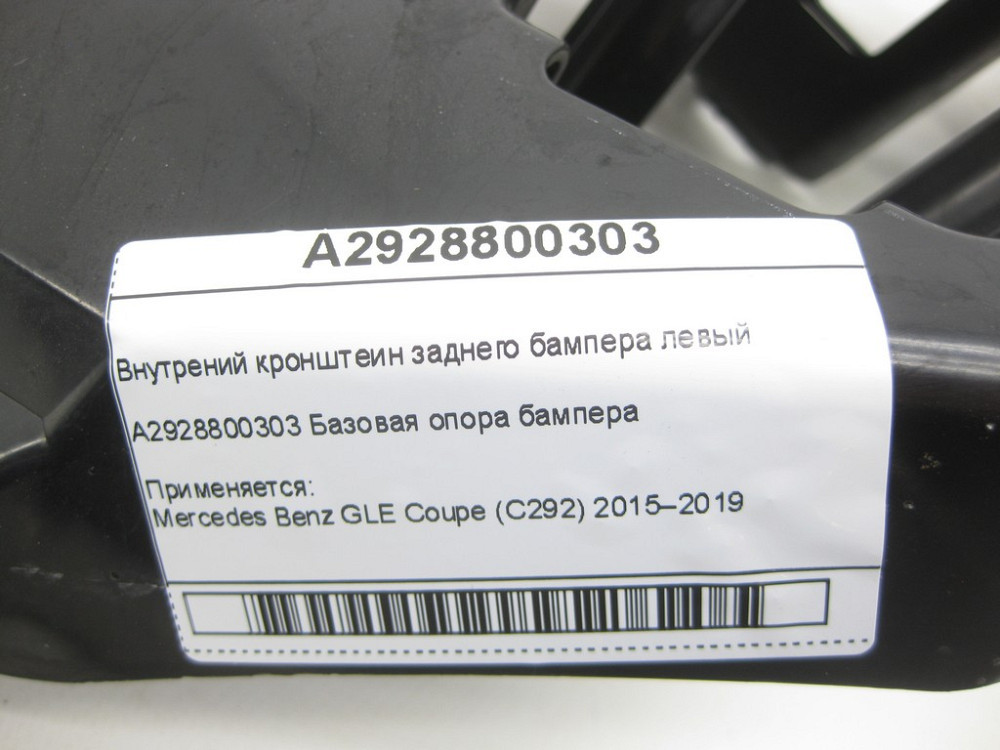 A2928800303
Внутрений кронштеин заднего бампера левый
A2928800303 Базовая опора бампера
Применяется:
Mercedes Benz GLE Coupe (C292) 2015–2019